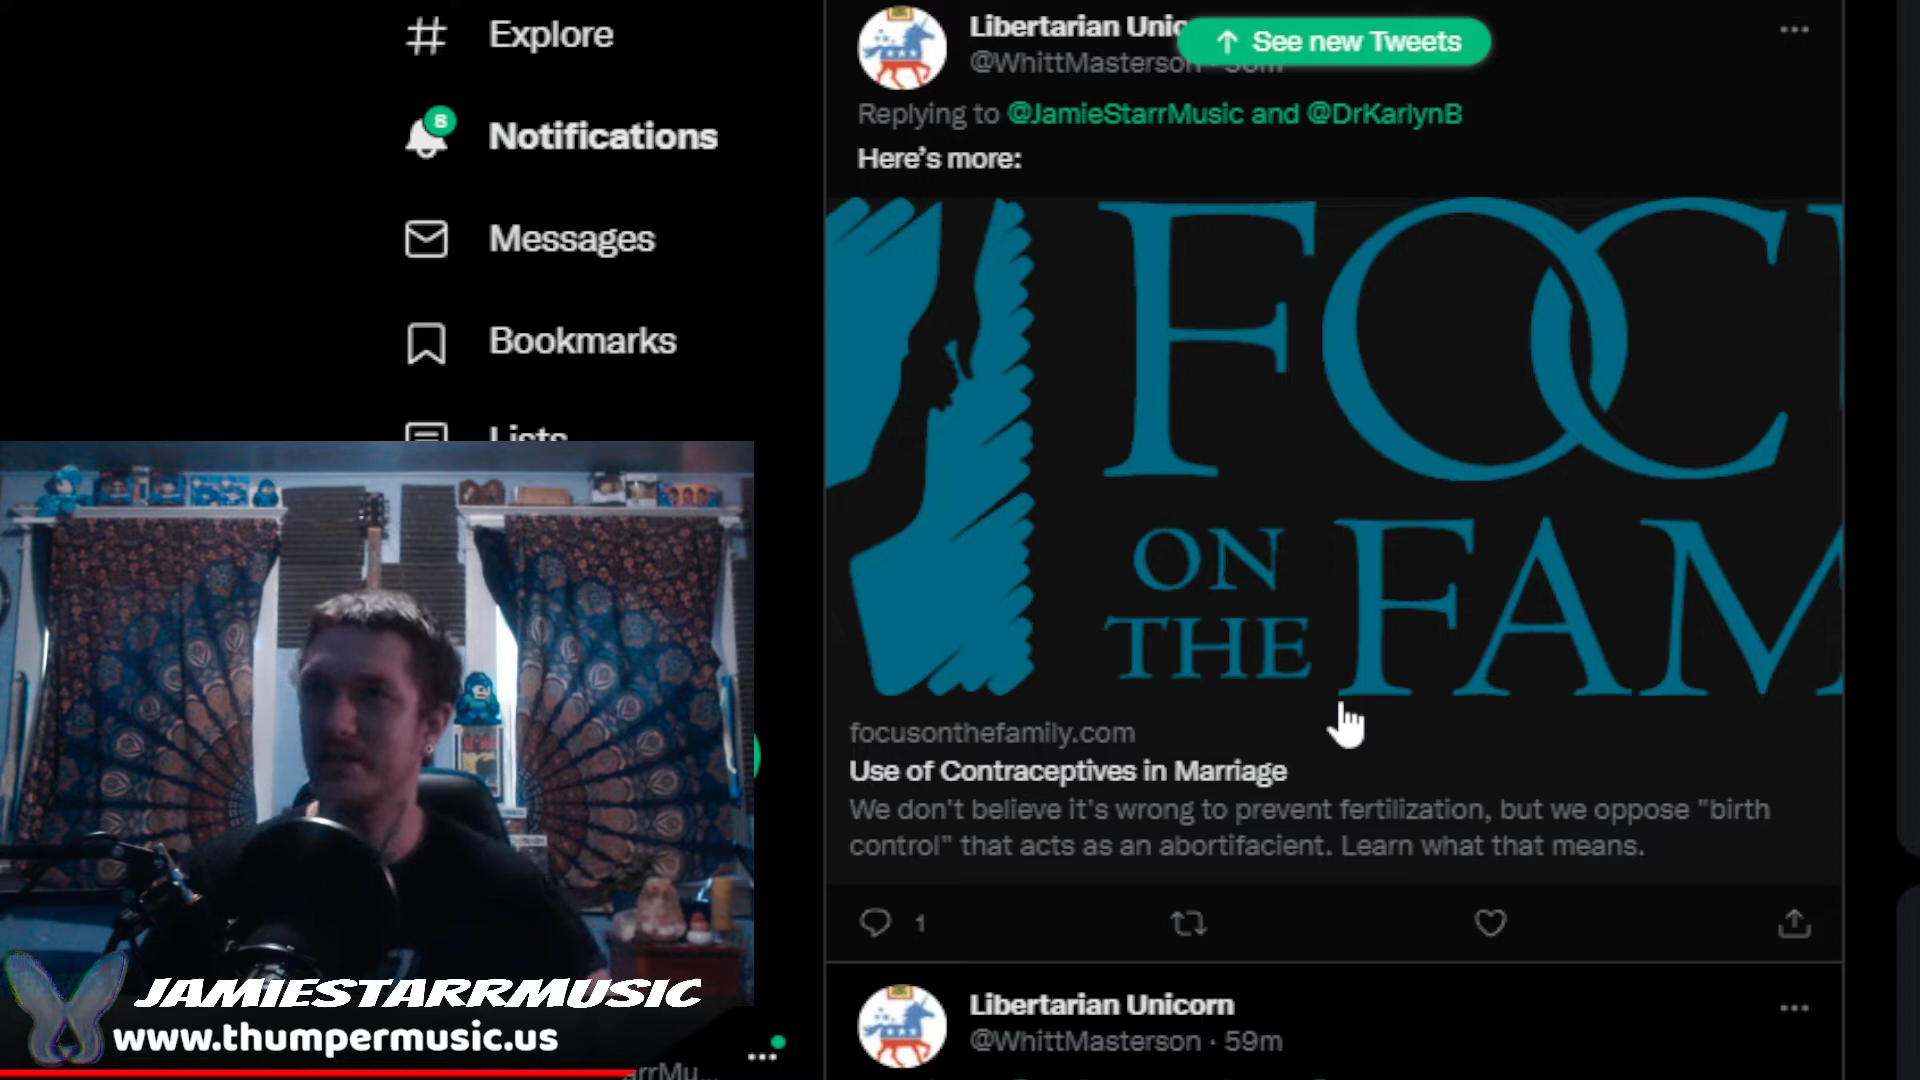 Explore
8
Notifications
Messages
Bookmarks
Lists
Libertarian Unic
@WhittMasterson
See new Tweets
Replying to @JamieStarrMusic and @DrKarlynB
Here's more:
FOC
ON
THE FAM
focusonthefamily.com
Use of Contraceptives in Marriage
We don't believe it's wrong to prevent fertilization, but we oppose "birth
control" that acts as an abortifacient. Learn what that means.
1
Libertarian Unicorn
@WhittMasterson · 59m
JAMIESTARRMUSIC
www.thumpermusic.us
arrMu...